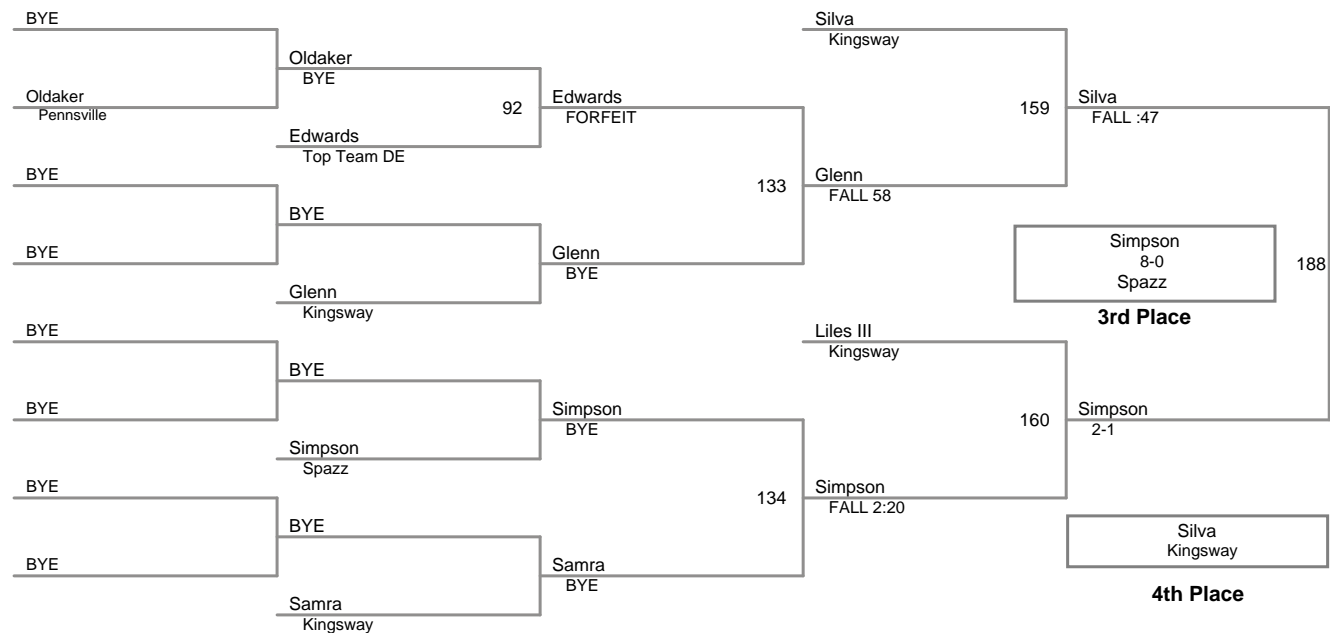 BYE
Silva
Kingsway
Oldaker
BYE
Oldaker
Pennsville
92
Edwards
FORFEIT
159
Silva
FALL :47
Edwards
Top Team DE
BYE
133
Glenn
FALL 58
BYE
BYE
Glenn
BYE
Simpson
8-0
Spazz
188
Glenn
Kingsway
3rd Place
BYE
Liles III
Kingsway
BYE
BYE
Simpson
BYE
160
Simpson
2-1
Simpson
Spazz
BYE
134
Simpson
FALL 2:20
BYE
Silva
Kingsway
BYE
Samra
BYE
4th Place
Samra
Kingsway